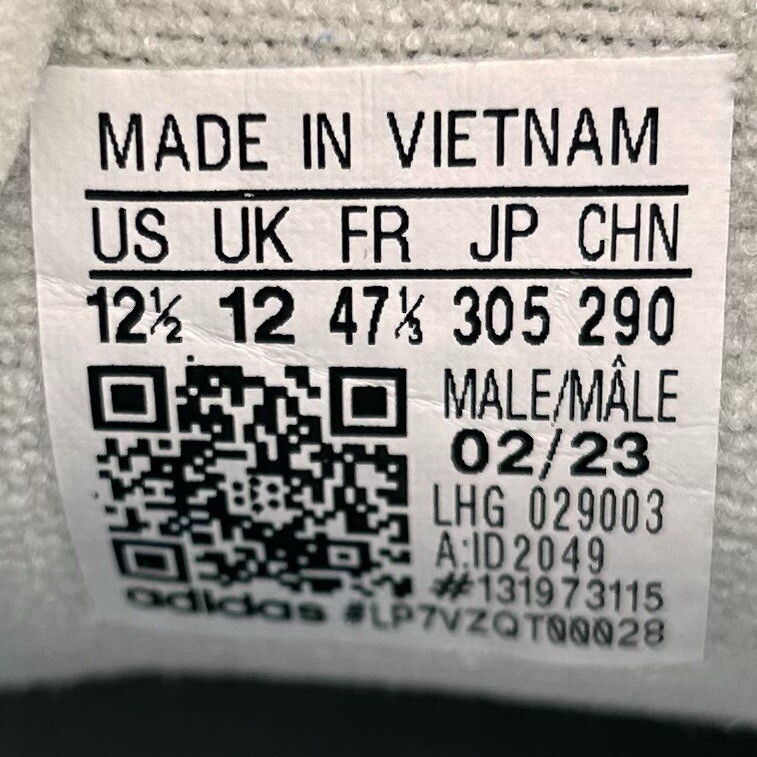 MADE IN VIETNAM
US UK FR JP CHN
12½ 12 47⅓ 305 290
MALE/MÂLE
02/23
LHG 029003
A:ID2049
#131973115
adidas #LP7VZQT00028